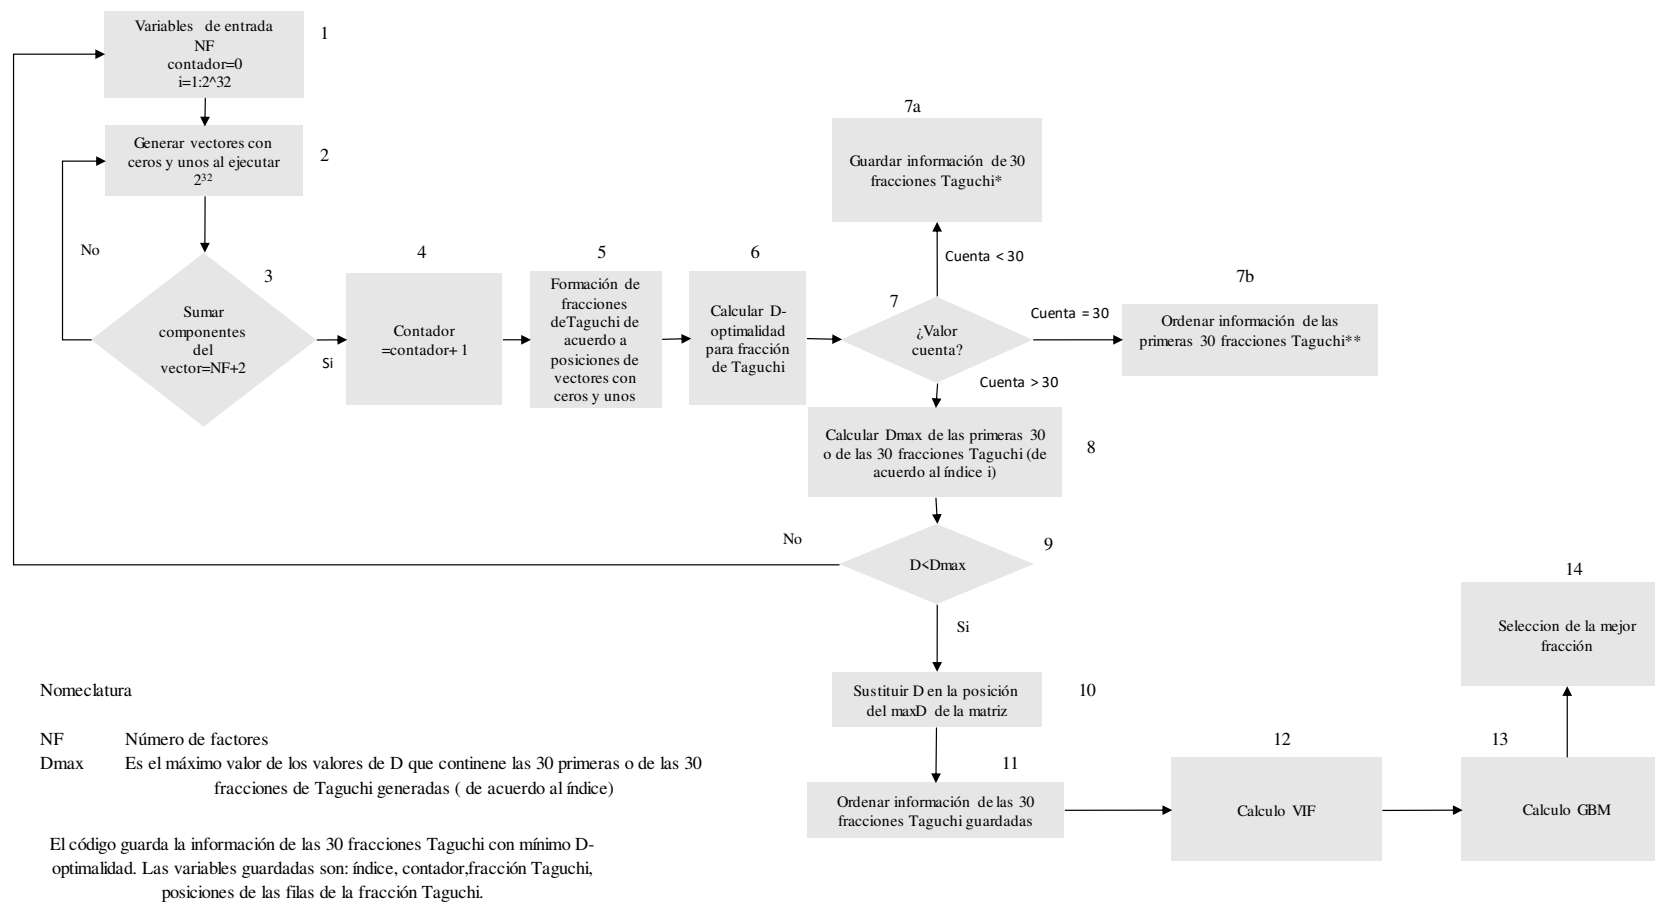 Variables de entrada
NF
contador=0
i=1:2^32
1
Generar vectores con
ceros y unos al ejecutar
2³²
2
No
3
Sumar
componentes
del
vector=NF+2
Si
4
Contador
=contador+ 1
5
Formación de
fracciones
deTaguchi de
acuerdo a
posiciones de
vectores con
ceros y unos
6
Calcular D-
optimalidad
para fracción
de Taguchi
7a
Guardar información de 30
fracciones Taguchi*
Cuenta < 30
7
¿Valor
cuenta?
Cuenta = 30
7b
Ordenar información de las
primeras 30 fracciones Taguchi**
Cuenta > 30
Calcular Dmax de las primeras 30
o de las 30 fracciones Taguchi (de
acuerdo al índice i)
8
No
9
D<Dmax
Si
Sustituir D en la posición
del maxD de la matriz
10
11
Ordenar información de las 30
fracciones Taguchi guardadas
12
Calculo VIF
13
Calculo GBM
14
Seleccion de la mejor
fracción
Nomeclatura
NF Número de factores
Dmax Es el máximo valor de los valores de D que continene las 30 primeras o de las 30
fracciones de Taguchi generadas ( de acuerdo al índice)
El código guarda la información de las 30 fracciones Taguchi con mínimo D-
optimalidad. Las variables guardadas son: índice, contador,fracción Taguchi,
posiciones de las filas de la fracción Taguchi.